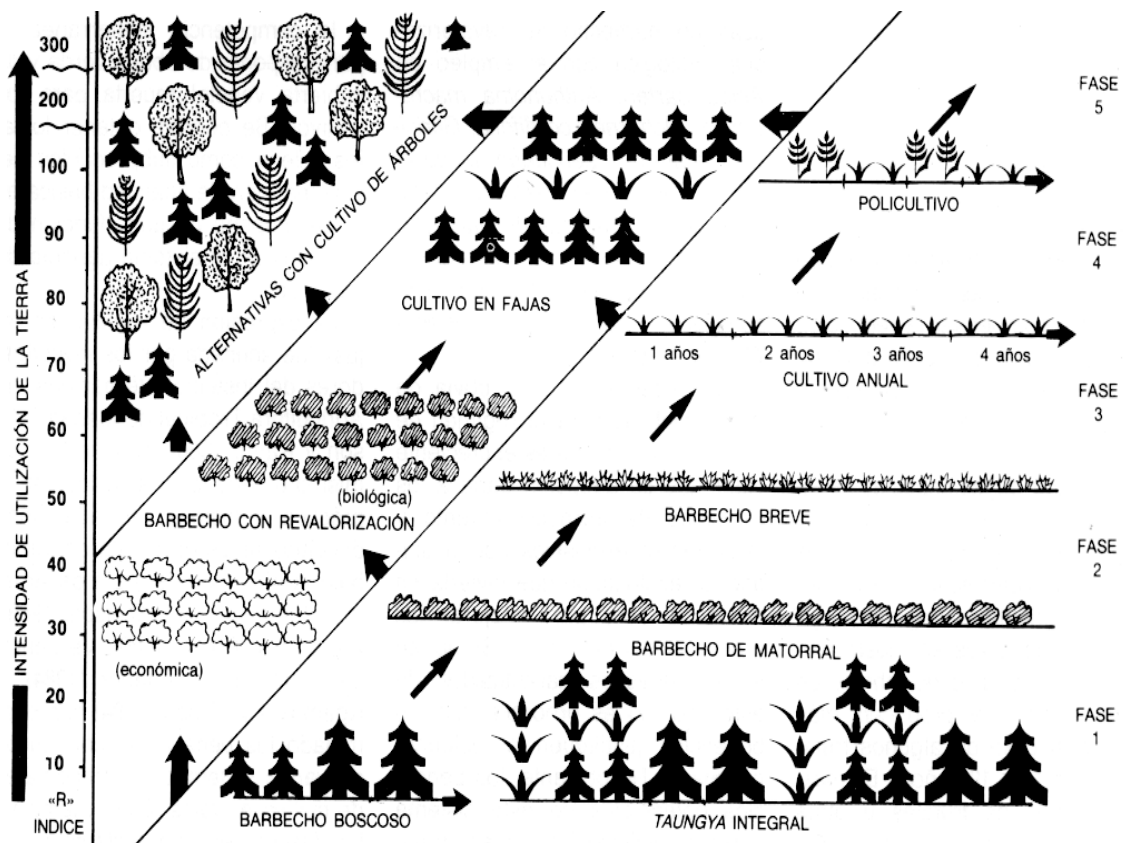 300
200
100
90
80
70
60
50
40
30
20
10
«R»
INDICE
INTENSIDAD DE UTILIZACIÓN DE LA TIERRA
ALTERNATIVAS CON CULTIVO DE ÁRBOLES
CULTIVO EN FAJAS
(biológica)
BARBECHO CON REVALORIZACIÓN
(económica)
FASE
5
POLICULTIVO
FASE
4
1 años 2 años 3 años 4 años
CULTIVO ANUAL
FASE
3
BARBECHO BREVE
FASE
2
BARBECHO DE MATORRAL
FASE
1
BARBECHO BOSCOSO
TAUNGYA INTEGRAL